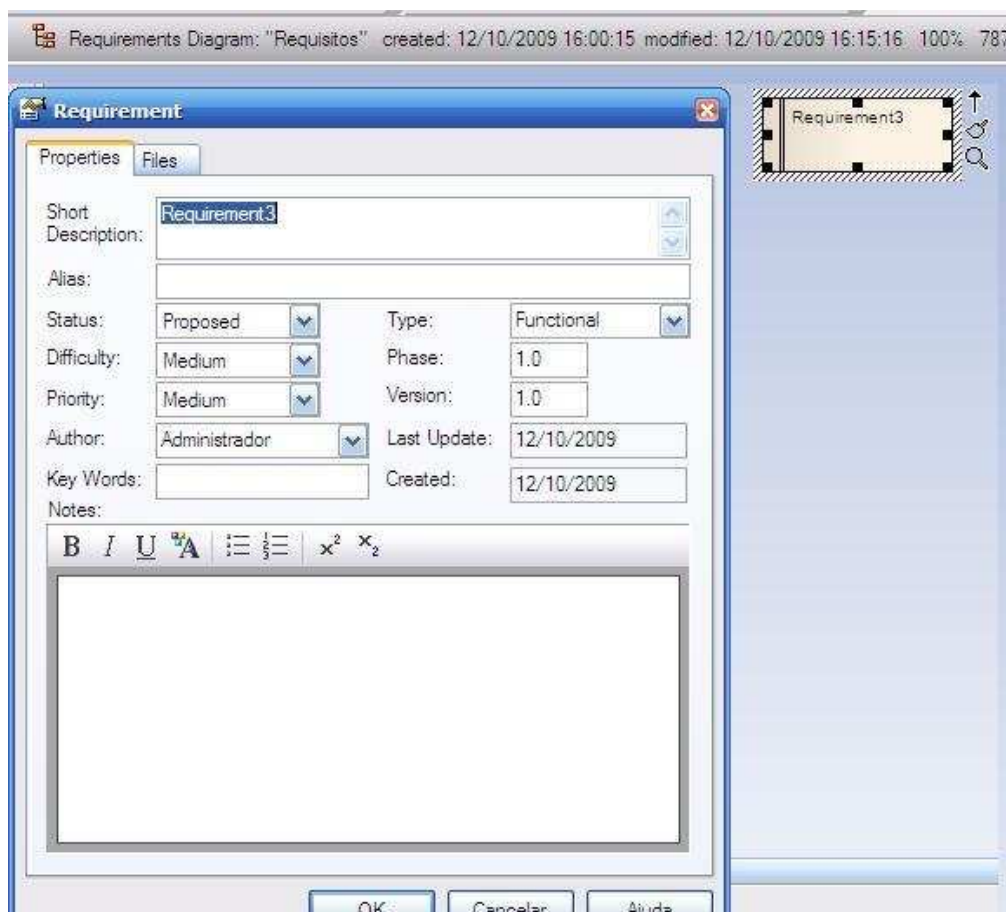 Requirements Diagram: "Requisitos" created: 12/10/2009 16:00:15 modified: 12/10/2009 16:15:16 100% 787
Requirement
Requirement3
Properties Files
Short Description: Requirement3
Alias:
Status: Proposed Type: Functional
Difficulty: Medium Phase: 1.0
Priority: Medium Version: 1.0
Author: Administrador Last Update: 12/10/2009
Key Words: Created: 12/10/2009
Notes:
B I U A x² x₂
OK Cancelar Ajuda